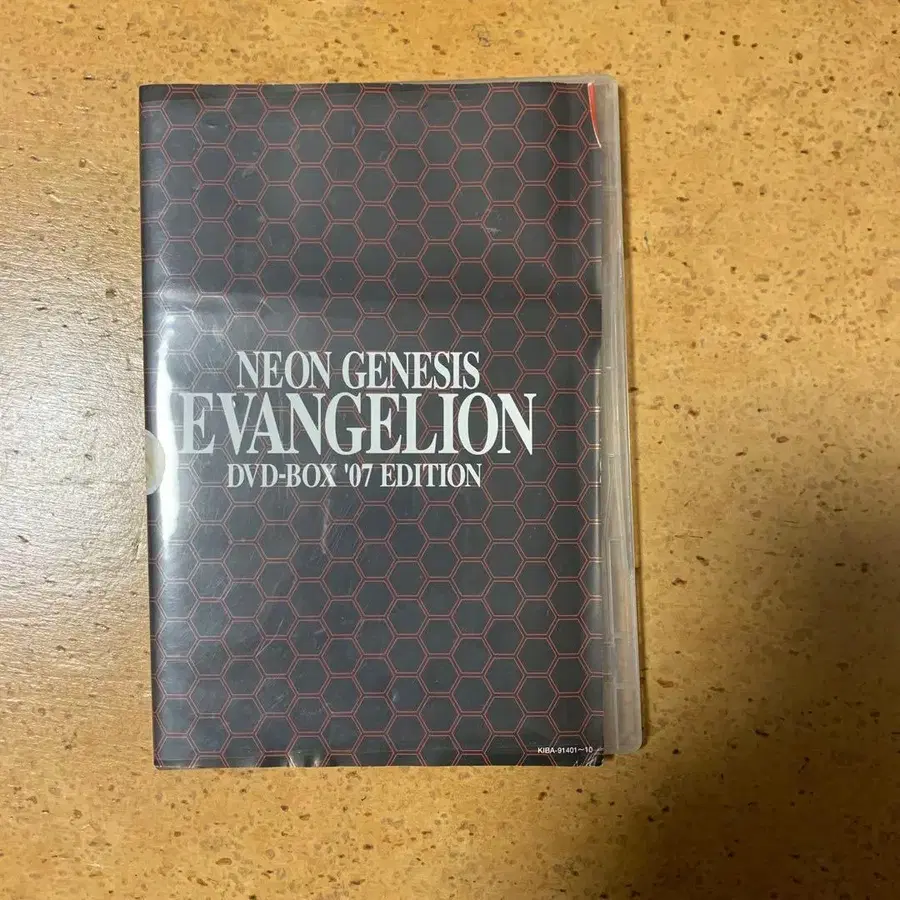 NEON GENESIS
EVANGELION
DVD-BOX '07 EDITION
KIBA-91401〜10